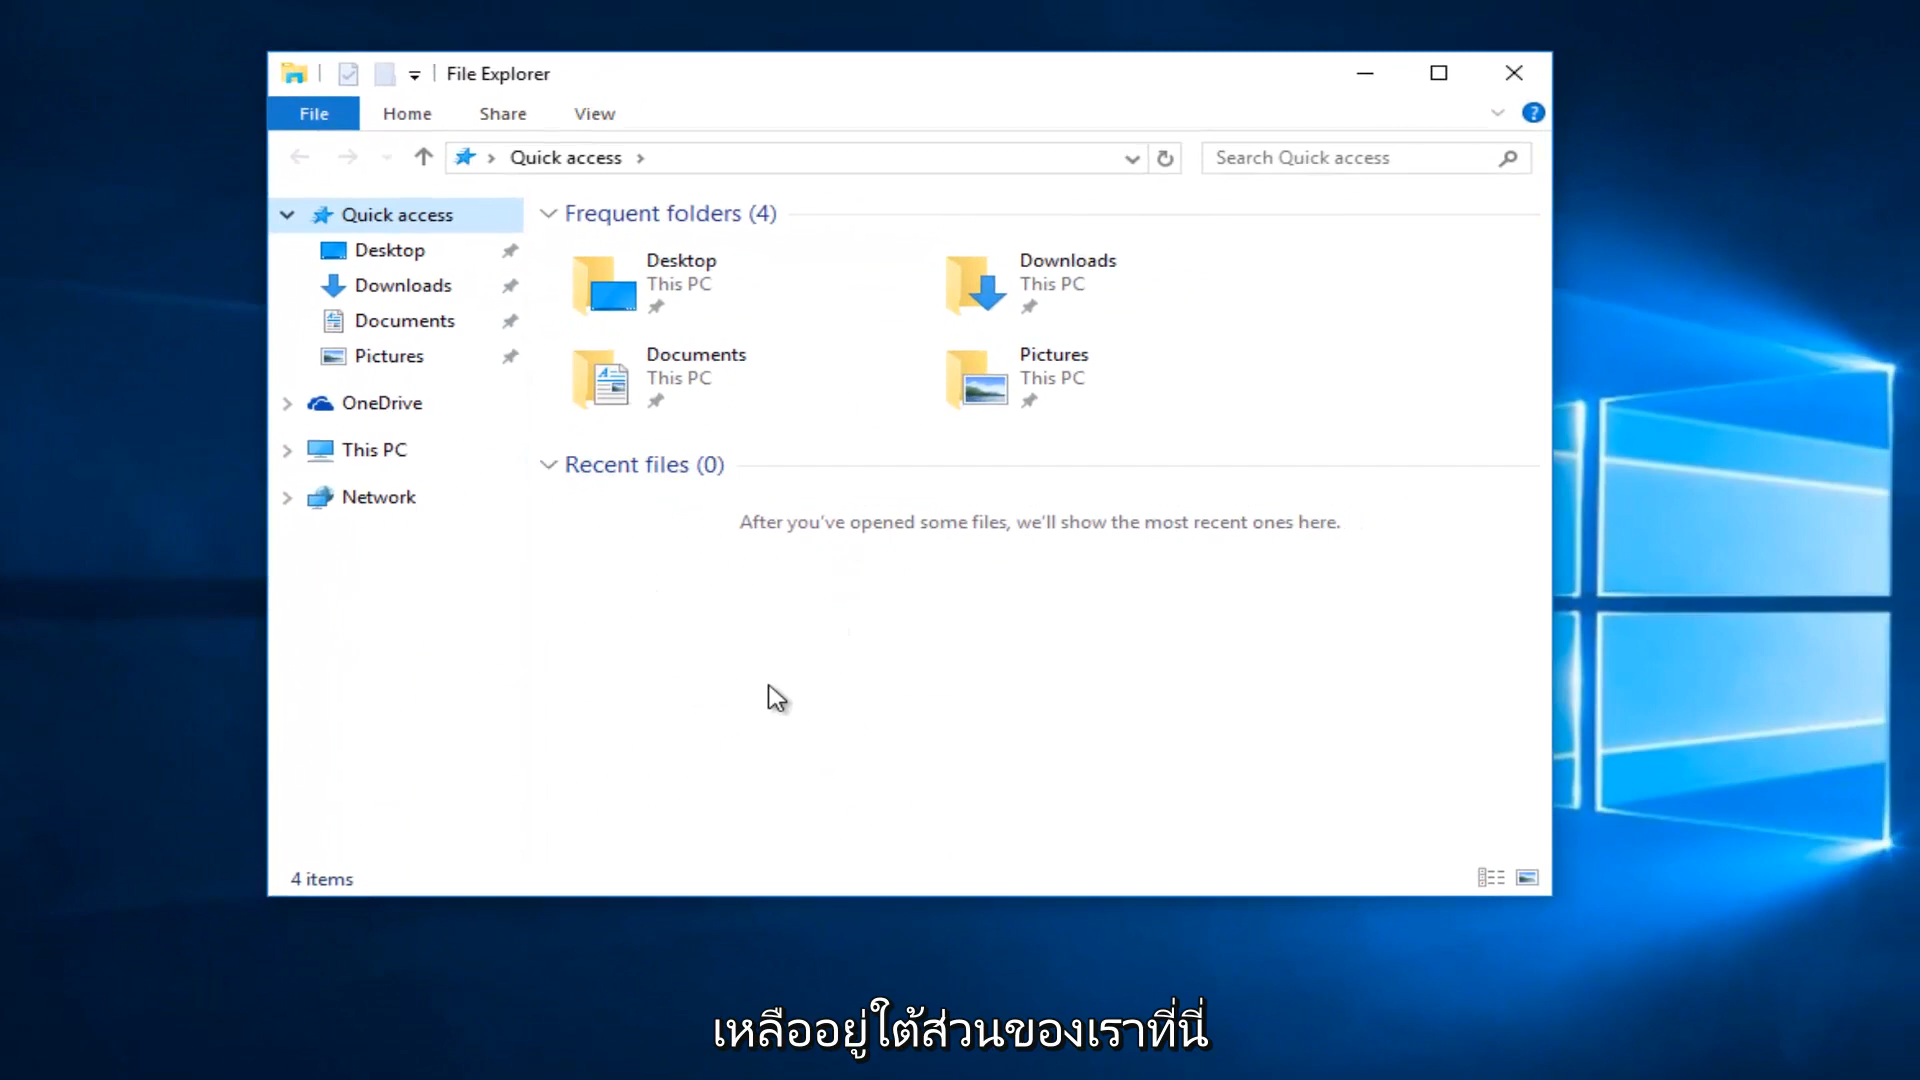 File Explorer
File Home Share View
Quick access
Search Quick access
Quick access
Desktop
Downloads
Documents
Pictures
OneDrive
This PC
Network
Frequent folders (4)
Desktop
This PC
Downloads
This PC
Documents
This PC
Pictures
This PC
Recent files (0)
After you've opened some files, we'll show the most recent ones here.
4 items
เหลืออยู่ใต้ส่วนของเราที่นี่